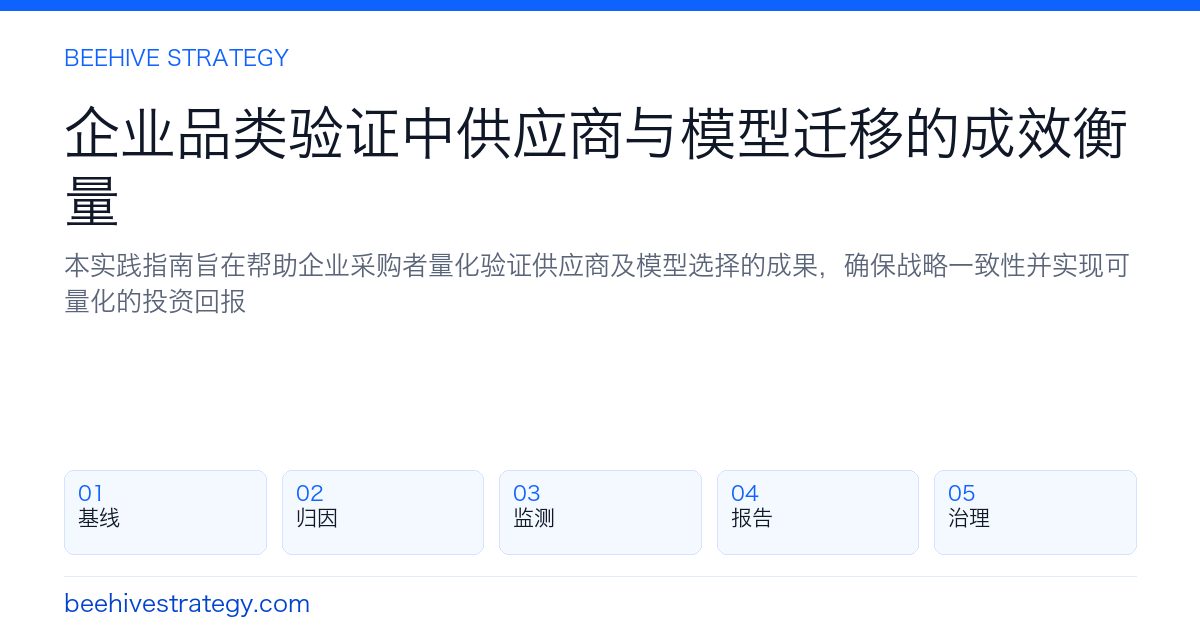 BEEHIVE STRATEGY
企业品类验证中供应商与模型迁移的成效衡
量
本实践指南旨在帮助企业采购者量化验证供应商及模型选择的成果，确保战略一致性并实现可
量化的投资回报
01
基线
02
归因
03
监测
04
报告
05
治理
beehivestrategy.com